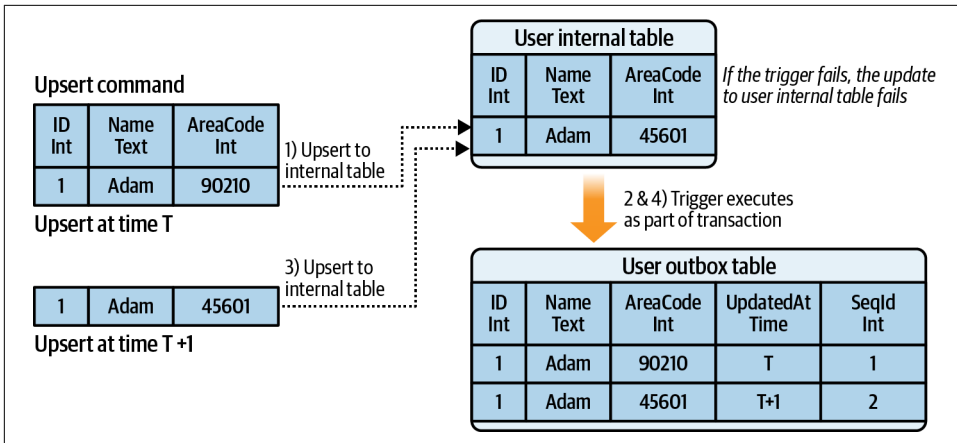 Upsert command
ID
Int
Name
Text
AreaCode
Int
1
Adam
90210
Upsert at time T
1) Upsert to
internal table
1
Adam
45601
Upsert at time T +1
3) Upsert to
internal table
User internal table
ID
Int
Name
Text
AreaCode
Int
1
Adam
45601
If the trigger fails, the update
to user internal table fails
2 & 4) Trigger executes
as part of transaction
User outbox table
ID
Int
Name
Text
AreaCode
Int
UpdatedAt
Time
SeqId
Int
1
Adam
90210
T
1
1
Adam
45601
T+1
2